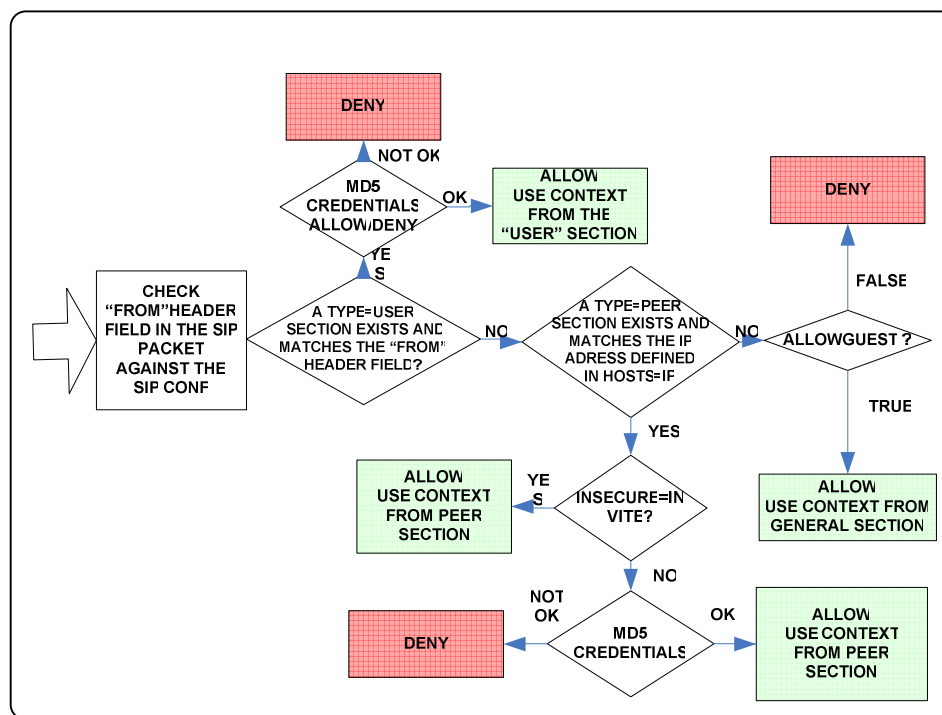 DENY
NOT OK
MD5
CREDENTIALS
ALLOW/DENY
OK
ALLOW
USE CONTEXT
FROM THE
“USER” SECTION
YE
S
CHECK
“FROM”HEADER
FIELD IN THE SIP
PACKET
AGAINST THE
SIP CONF
A TYPE=USER
SECTION EXISTS AND
MATCHES THE “FROM”
HEADER FIELD?
NO
A TYPE=PEER
SECTION EXISTS AND
MATCHES THE IP
ADRESS DEFINED
IN HOSTS=IF
NO
ALLOWGUEST ?
FALSE
DENY
TRUE
ALLOW
USE CONTEXT FROM
GENERAL SECTION
YES
INSECURE=IN
VITE?
YE
S
ALLOW
USE CONTEXT
FROM PEER
SECTION
NO
MD5
CREDENTIALS
NOT
OK
DENY
OK
ALLOW
USE CONTEXT
FROM PEER
SECTION